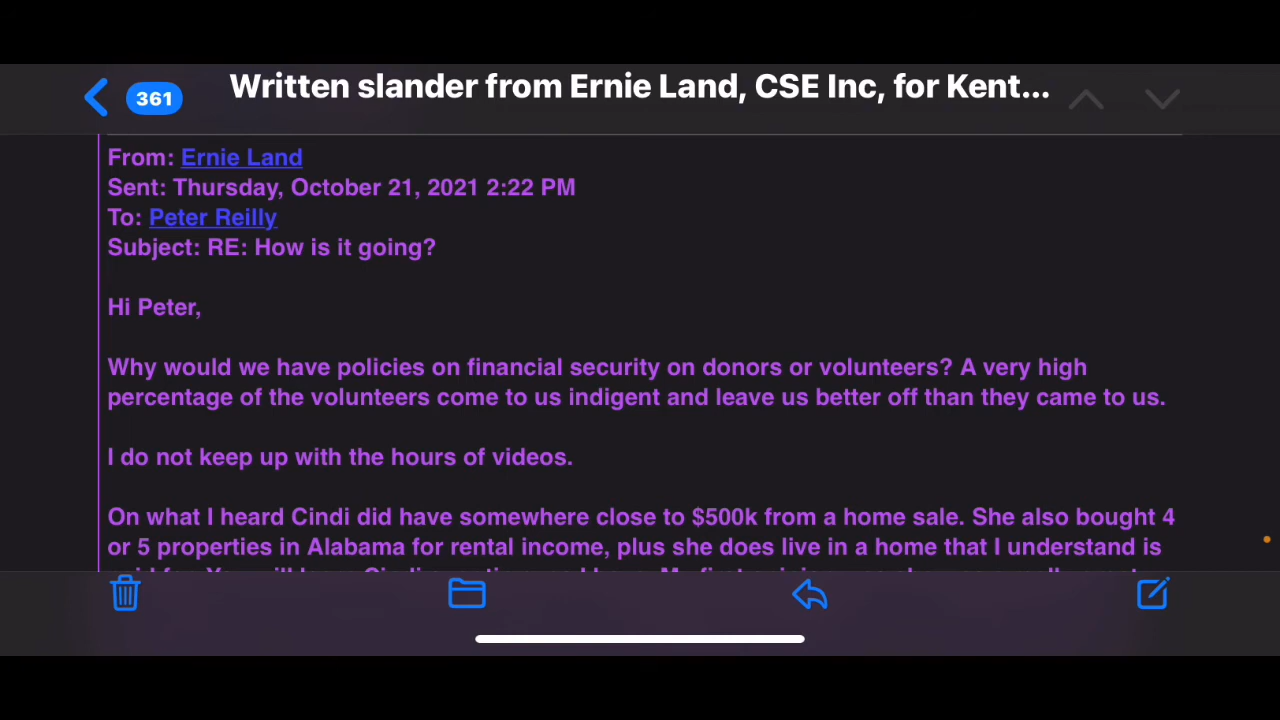 361
Written slander from Ernie Land, CSE Inc, for Kent...
From: Ernie Land
Sent: Thursday, October 21, 2021 2:22 PM
To: Peter Reilly
Subject: RE: How is it going?
Hi Peter,
Why would we have policies on financial security on donors or volunteers? A very high
percentage of the volunteers come to us indigent and leave us better off than they came to us.
I do not keep up with the hours of videos.
On what I heard Cindi did have somewhere close to $500k from a home sale. She also bought 4
or 5 properties in Alabama for rental income, plus she does live in a home that I understand is